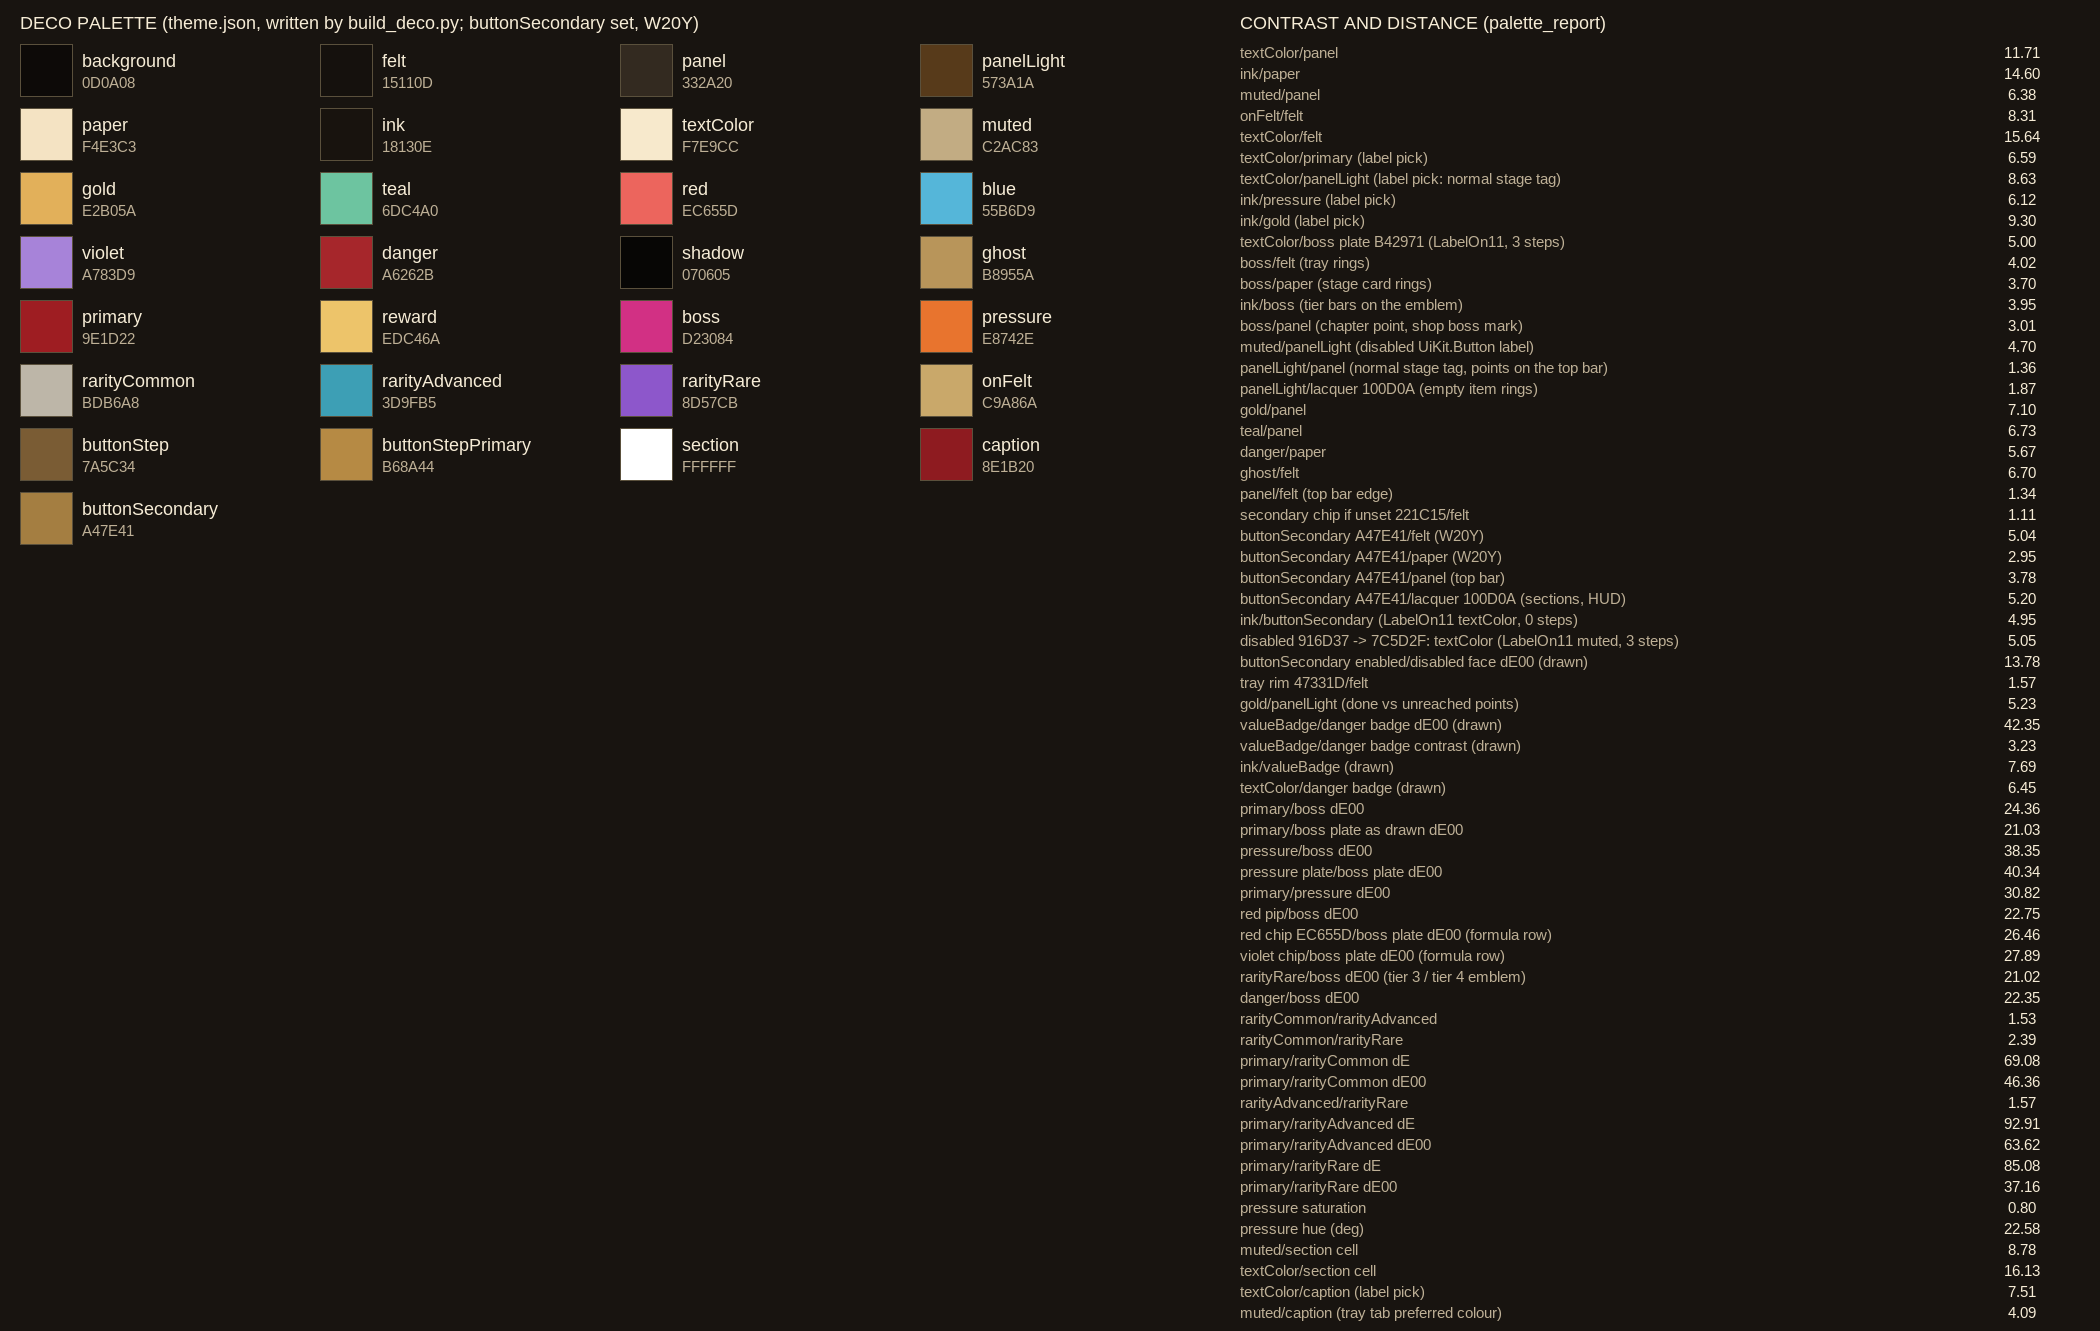 DECO PALETTE (theme.json, written by build_deco.py; buttonSecondary set, W20Y)
background
0D0A08
felt
15110D
panel
332A20
panelLight
573A1A
paper
F4E3C3
ink
18130E
textColor
F7E9CC
muted
C2AC83
gold
E2B05A
teal
6DC4A0
red
EC655D
blue
55B6D9
violet
A783D9
danger
A6262B
shadow
070605
ghost
B8955A
primary
9E1D22
reward
EDC46A
boss
D23084
pressure
E8742E
rarityCommon
BDB6A8
rarityAdvanced
3D9FB5
rarityRare
8D57CB
onFelt
C9A86A
buttonStep
7A5C34
buttonStepPrimary
B68A44
section
FFFFFF
caption
8E1B20
buttonSecondary
A47E41
CONTRAST AND DISTANCE (palette_report)
textColor/panel 11.71
ink/paper 14.60
muted/panel 6.38
onFelt/felt 8.31
textColor/felt 15.64
textColor/primary (label pick) 6.59
textColor/panelLight (label pick: normal stage tag) 8.63
ink/pressure (label pick) 6.12
ink/gold (label pick) 9.30
textColor/boss plate B42971 (LabelOn11, 3 steps) 5.00
boss/felt (tray rings) 4.02
boss/paper (stage card rings) 3.70
ink/boss (tier bars on the emblem) 3.95
boss/panel (chapter point, shop boss mark) 3.01
muted/panelLight (disabled UiKit.Button label) 4.70
panelLight/panel (normal stage tag, points on the top bar) 1.36
panelLight/lacquer 100D0A (empty item rings) 1.87
gold/panel 7.10
teal/panel 6.73
danger/paper 5.67
ghost/felt 6.70
panel/felt (top bar edge) 1.34
secondary chip if unset 221C15/felt 1.11
buttonSecondary A47E41/felt (W20Y) 5.04
buttonSecondary A47E41/paper (W20Y) 2.95
buttonSecondary A47E41/panel (top bar) 3.78
buttonSecondary A47E41/lacquer 100D0A (sections, HUD) 5.20
ink/buttonSecondary (LabelOn11 textColor, 0 steps) 4.95
disabled 916D37 -> 7C5D2F: textColor (LabelOn11 muted, 3 steps) 5.05
buttonSecondary enabled/disabled face dE00 (drawn) 13.78
tray rim 47331D/felt 1.57
gold/panelLight (done vs unreached points) 5.23
valueBadge/danger badge dE00 (drawn) 42.35
valueBadge/danger badge contrast (drawn) 3.23
ink/valueBadge (drawn) 7.69
textColor/danger badge (drawn) 6.45
primary/boss dE00 24.36
primary/boss plate as drawn dE00 21.03
pressure/boss dE00 38.35
pressure plate/boss plate dE00 40.34
primary/pressure dE00 30.82
red pip/boss dE00 22.75
red chip EC655D/boss plate dE00 (formula row) 26.46
violet chip/boss plate dE00 (formula row) 27.89
rarityRare/boss dE00 (tier 3 / tier 4 emblem) 21.02
danger/boss dE00 22.35
rarityCommon/rarityAdvanced 1.53
rarityCommon/rarityRare 2.39
primary/rarityCommon dE 69.08
primary/rarityCommon dE00 46.36
rarityAdvanced/rarityRare 1.57
primary/rarityAdvanced dE 92.91
primary/rarityAdvanced dE00 63.62
primary/rarityRare dE 85.08
primary/rarityRare dE00 37.16
pressure saturation 0.80
pressure hue (deg) 22.58
muted/section cell 8.78
textColor/section cell 16.13
textColor/caption (label pick) 7.51
muted/caption (tray tab preferred colour) 4.09